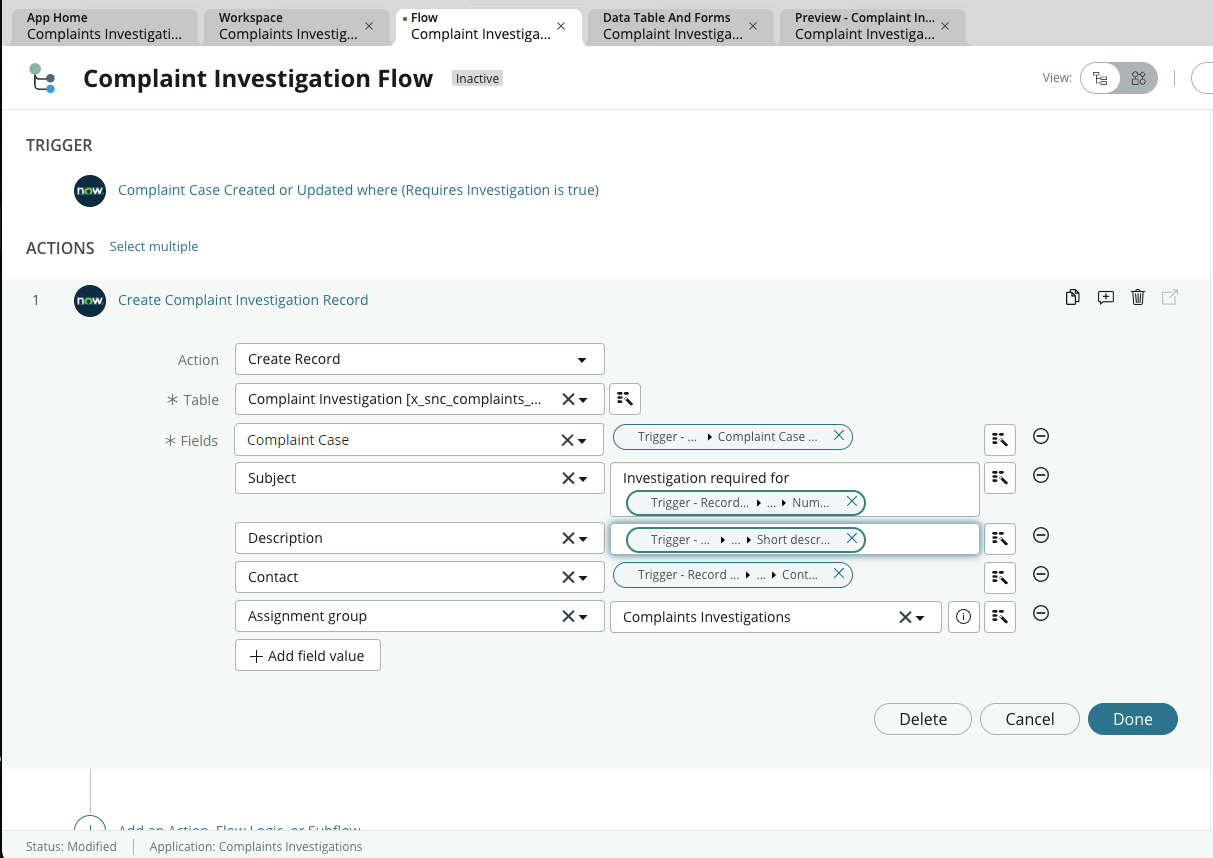 App Home
Complaints Investigati...
Workspace
Complaints Investig...
Flow
Complaint Investiga...
Data Table And Forms
Complaint Investiga...
Preview - Complaint In...
Complaint Investiga...
Complaint Investigation Flow
Inactive
View:
TRIGGER
now
Complaint Case Created or Updated where (Requires Investigation is true)
ACTIONS Select multiple
1
now
Create Complaint Investigation Record
Action
Create Record
Table
Complaint Investigation [x_snc_complaints_...
Fields
Complaint Case
Trigger - ... Complaint Case ...
Subject
Investigation required for
Trigger - Record... ... Num...
Description
Trigger - ... ... Short descr...
Contact
Trigger - Record ... ... Cont...
Assignment group
Complaints Investigations
Add field value
Delete
Cancel
Done
Add an Action, Flow Logic, or Subflow
Status: Modified
Application: Complaints Investigations